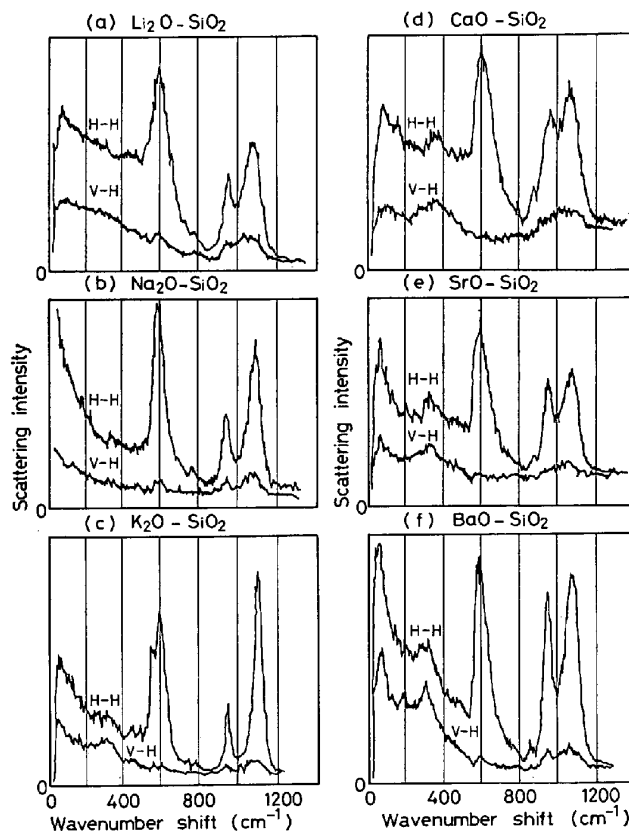 (a) Li2O-SiO2
H-H
V-H
0
(b) Na2O-SiO2
H-H
V-H
0
(c) K2O-SiO2
H-H
V-H
0
0 400 800 1200
Wavenumber shift (cm-1)
Scattering intensity
(d) CaO-SiO2
H-H
V-H
0
(e) SrO-SiO2
H-H
V-H
0
(f) BaO-SiO2
H-H
V-H
0
0 400 800 1200
Wavenumber shift (cm-1)
Scattering intensity